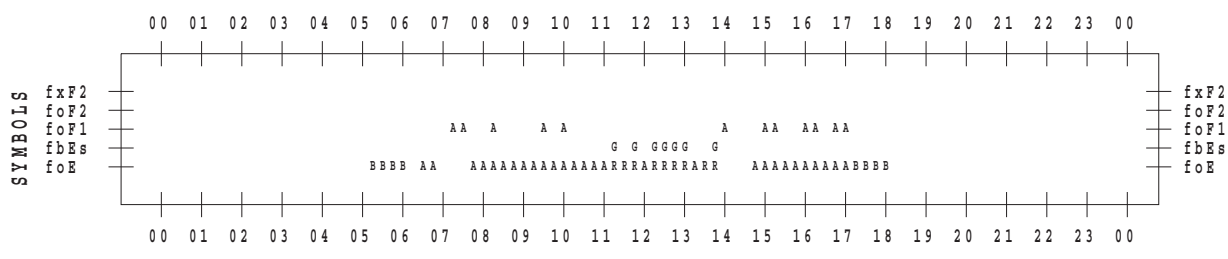 00 01 02 03 04 05 06 07 08 09 10 11 12 13 14 15 16 17 18 19 20 21 22 23 00
SYMBOLS
fxF2 fxF2
foF2 foF2
foF1 AA A A A A AA AA AA foF1
fbEs G G GGGG G fbEs
foE BBBB AA AAAAAAAAAAAAAARRRARRRRARR AAAAAAAAAABBBB foE
00 01 02 03 04 05 06 07 08 09 10 11 12 13 14 15 16 17 18 19 20 21 22 23 00